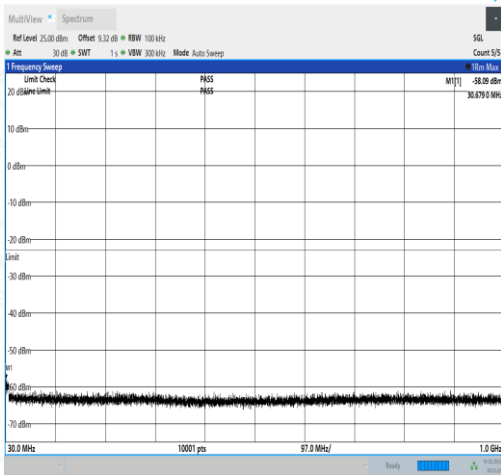 MultiView Spectrum
Ref Level 25.00 dBm Offset 9.32 dB RBW 100 kHz SGL
Att 30 dB SWT 1 s VBW 300 kHz Mode Auto Sweep Count 5/5
1 Frequency Sweep 1Rm Max
Limit Check PASS M1[1] -58.09 dBm
20 dBm Line Limit PASS 30.679 0 MHz
10 dBm
0 dBm
-10 dBm
-20 dBm
Limit
-30 dBm
-40 dBm
-50 dBm
M1
-60 dBm
-70 dBm
30.0 MHz 10001 pts 97.0 MHz/ 1.0 GHz
Ready